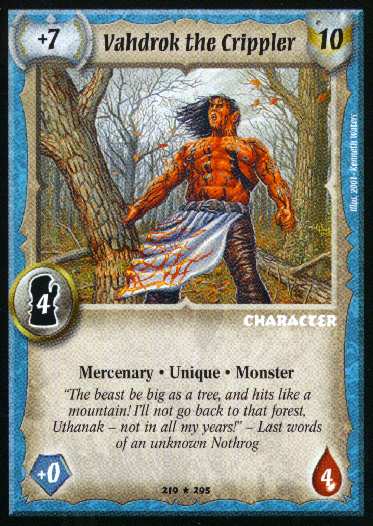 +7
Vahdrok the Crippler
10
Illus. 2001-Kenneth Waters
4
CHARACTER
Mercenary • Unique • Monster
"The beast be big as a tree, and hits like a
mountain! I'll not go back to that forest,
Uthanak – not in all my years!" – Last words
of an unknown Nothrog
+0
219 ★ 295
4